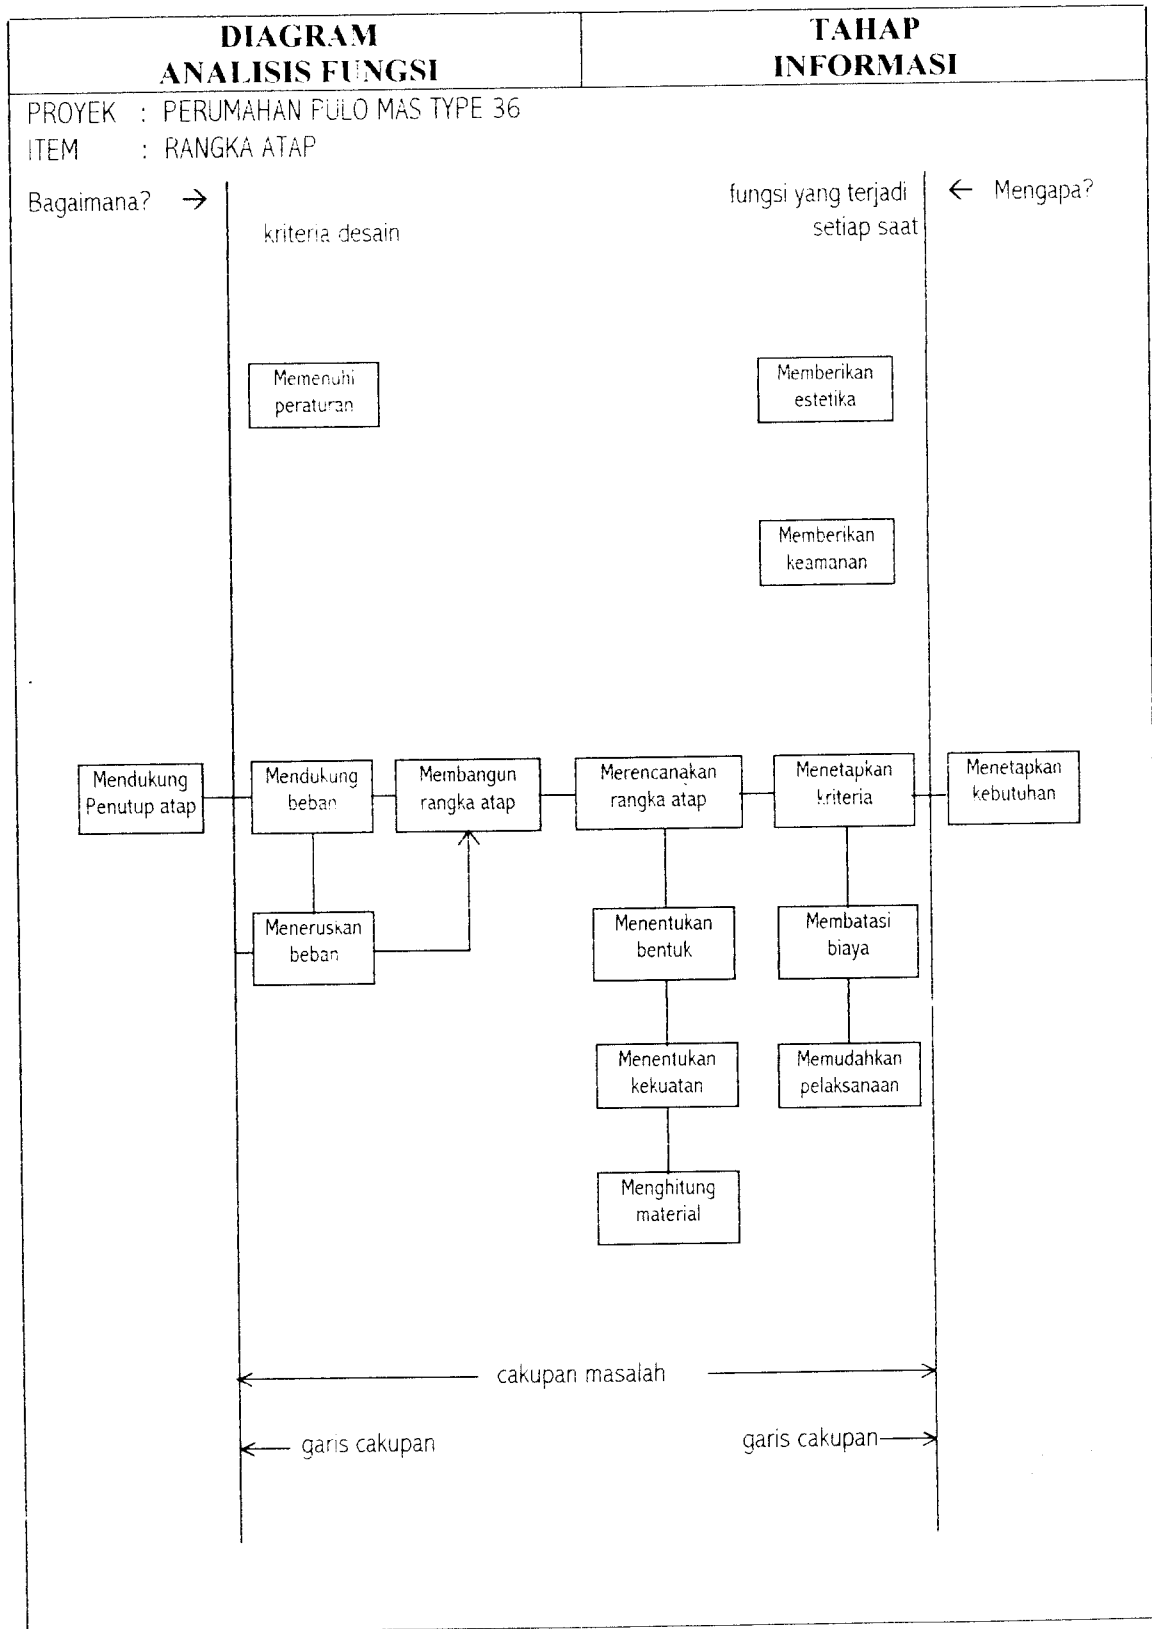 DIAGRAM
ANALISIS FUNGSI
TAHAP
INFORMASI
PROYEK : PERUMAHAN PULO MAS TYPE 36
ITEM : RANGKA ATAP
Bagaimana? →
fungsi yang terjadi
setiap saat
← Mengapa?
kriteria desain
Memenuhi
peraturan
Memberikan
estetika
Memberikan
keamanan
Mendukung
Penutup atap
Mendukung
beban
Membangun
rangka atap
Merencanakan
rangka atap
Menetapkan
kriteria
Menetapkan
kebutuhan
Meneruskan
beban
Menentukan
bentuk
Membatasi
biaya
Menentukan
kekuatan
Memudahkan
pelaksanaan
Menghitung
material
cakupan masalah
garis cakupan
garis cakupan